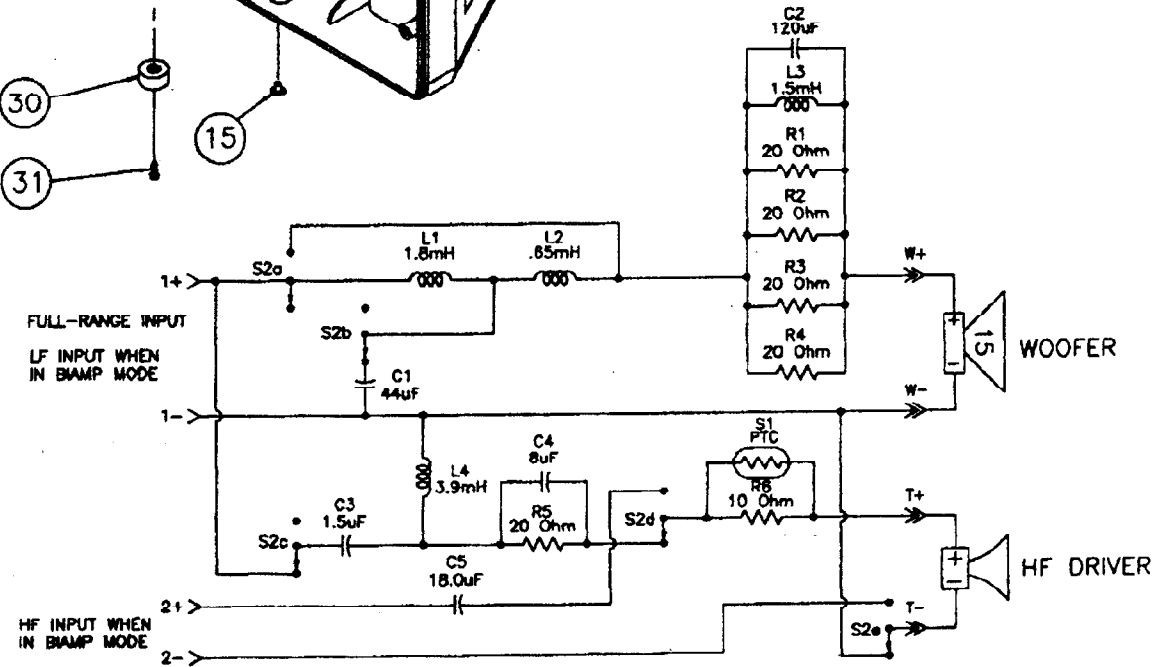 30
15
31
C2
120uF
L3
1.5mH
R1
20 Ohm
R2
20 Ohm
R3
20 Ohm
R4
20 Ohm
L1
1.8mH
L2
.65mH
S2a
1+
W+
FULL-RANGE INPUT
S2b
LF INPUT WHEN
IN BIAMP MODE
+
15
-
WOOFER
C1
44uF
1-
W-
S1
PTC
C4
8uF
L4
3.9mH
R6
10 Ohm
C3
1.5uF
R5
20 Ohm
S2d
T+
S2c
C5
18.0uF
+
-
HF DRIVER
2+
T-
HF INPUT WHEN
IN BIAMP MODE
S2e
2-